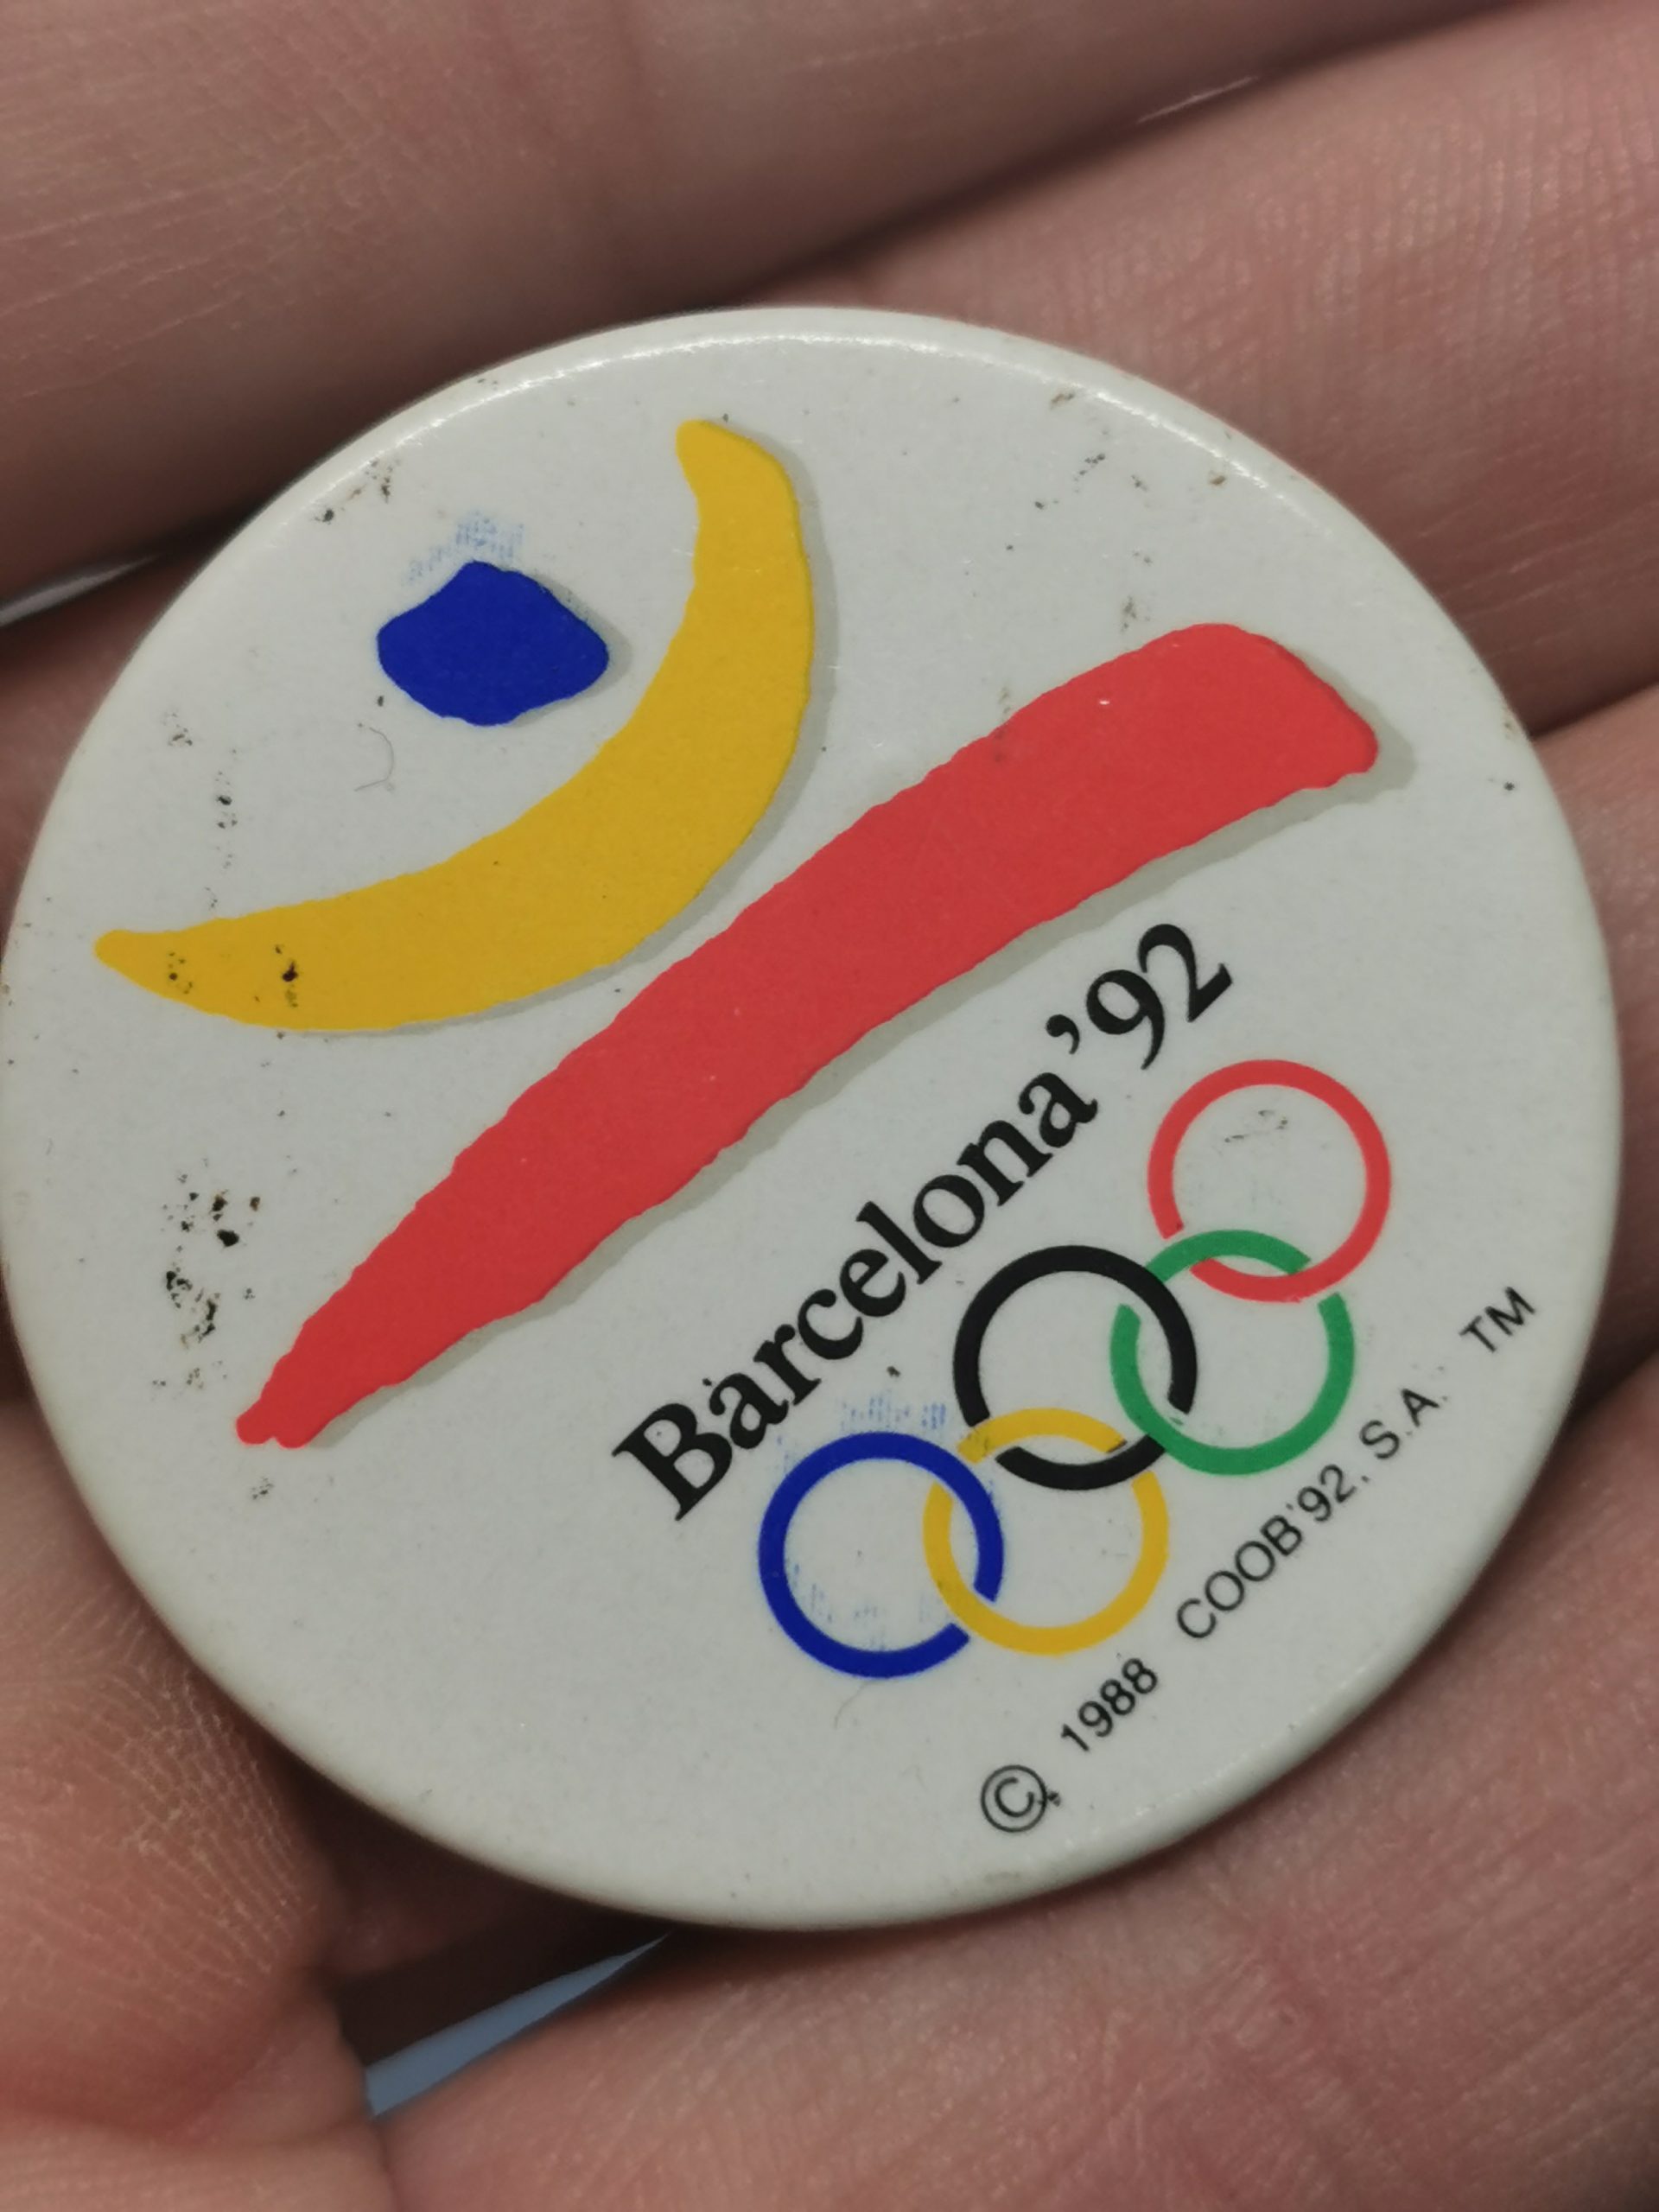 Barcelona'92
© 1988 COOB'92, S.A. TM